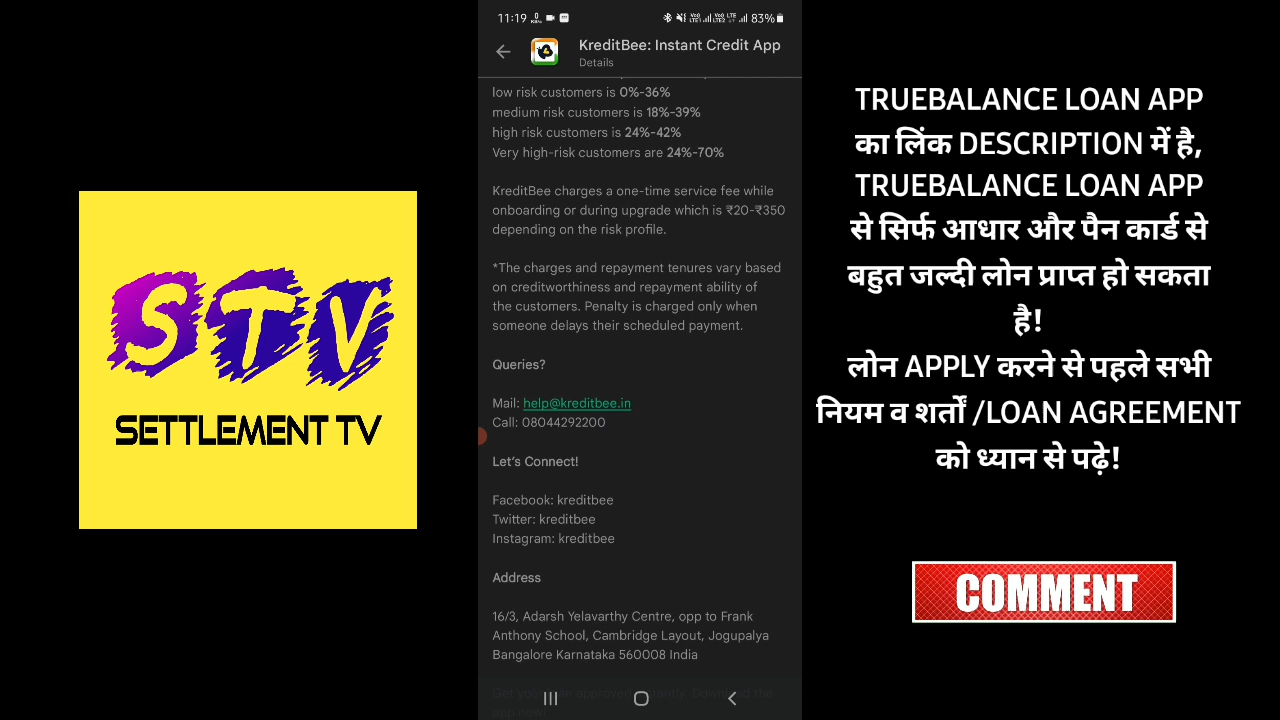 STV
SETTLEMENT TV
11:19
83%
KreditBee: Instant Credit App
Details
low risk customers is 0%-36%
medium risk customers is 18%-39%
high risk customers is 24%-42%
Very high-risk customers are 24%-70%
KreditBee charges a one-time service fee while
onboarding or during upgrade which is ₹20-₹350
depending on the risk profile.
*The charges and repayment tenures vary based
on creditworthiness and repayment ability of
the customers. Penalty is charged only when
someone delays their scheduled payment.
Queries?
Mail: help@kreditbee.in
Call: 08044292200
Let's Connect!
Facebook: kreditbee
Twitter: kreditbee
Instagram: kreditbee
Address
16/3, Adarsh Yelavarthy Centre, opp to Frank
Anthony School, Cambridge Layout, Jogupalya
Bangalore Karnataka 560008 India
TRUEBALANCE LOAN APP
का लिंक DESCRIPTION में है,
TRUEBALANCE LOAN APP
से सिर्फ आधार और पैन कार्ड से
बहुत जल्दी लोन प्राप्त हो सकता
है!
लोन APPLY करने से पहले सभी
नियम व शर्तों /LOAN AGREEMENT
को ध्यान से पढ़े!
COMMENT